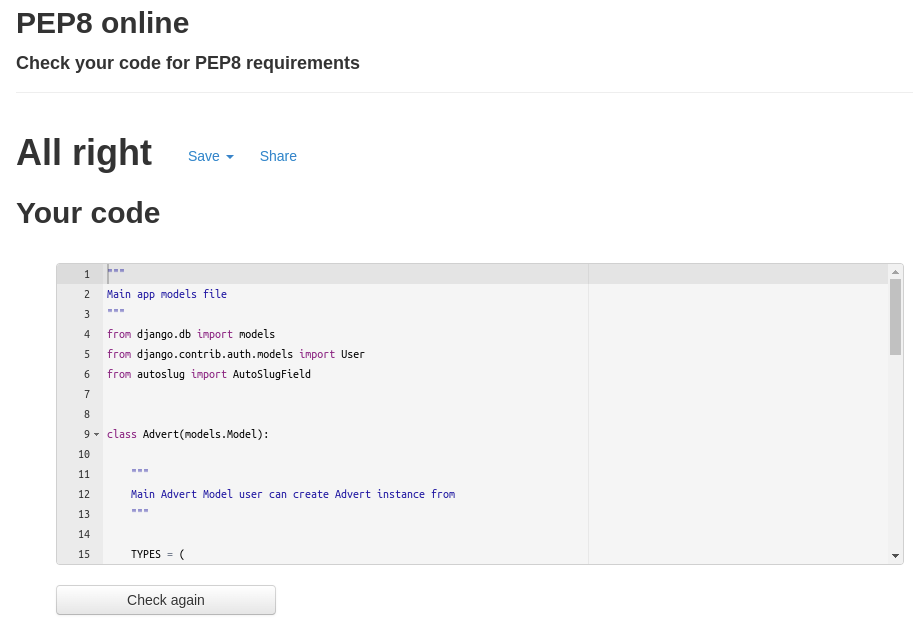 PEP8 online
Check your code for PEP8 requirements
All right Save Share
Your code
1 """
2 Main app models file
3 """
4 from django.db import models
5 from django.contrib.auth.models import User
6 from autoslug import AutoSlugField
7
8
9 class Advert(models.Model):
10
11 """
12 Main Advert Model user can create Advert instance from
13 """
14
15 TYPES = (
Check again